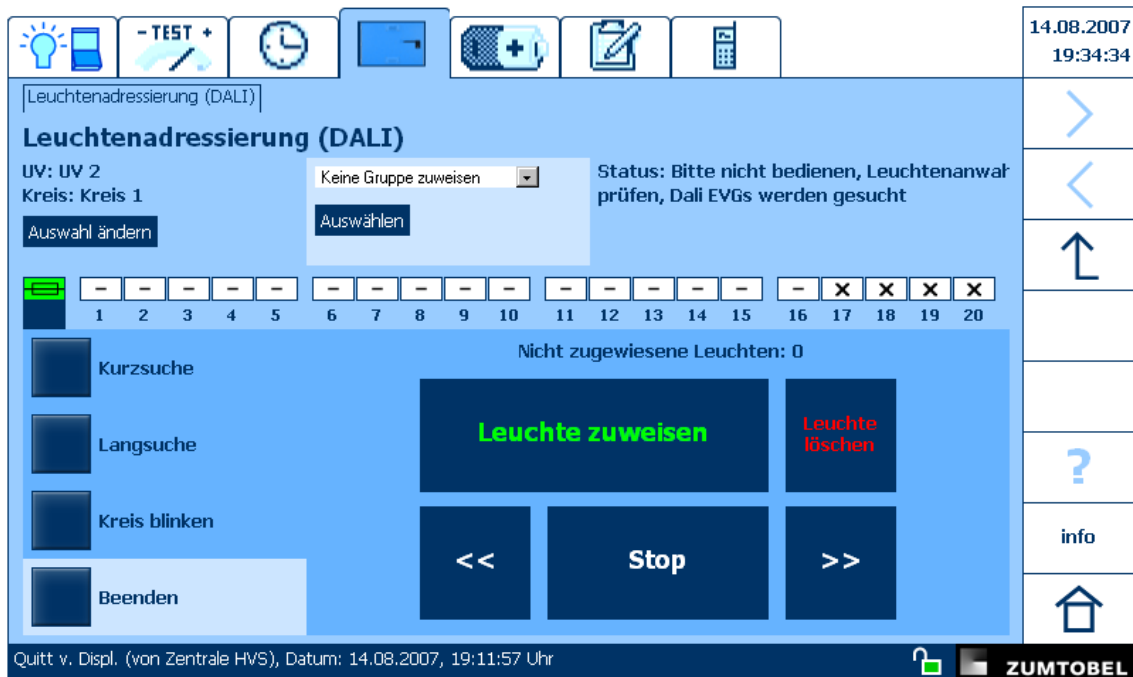 - TEST +
14.08.2007
19:34:34
Leuchtenadressierung (DALI)
Leuchtenadressierung (DALI)
UV: UV 2
Kreis: Kreis 1
Auswahl ändern
Keine Gruppe zuweisen
Auswählen
Status: Bitte nicht bedienen, Leuchtenanwah
prüfen, Dali EVGs werden gesucht
- - - - - - - - - - - - - - - - X X X X
1 2 3 4 5 6 7 8 9 10 11 12 13 14 15 16 17 18 19 20
Kurzsuche
Langsuche
Kreis blinken
Beenden
Nicht zugewiesene Leuchten: 0
Leuchte zuweisen
Leuchte
löschen
<<
Stop
>>
?
info
Quitt v. Displ. (von Zentrale HVS), Datum: 14.08.2007, 19:11:57 Uhr
ZUMTOBEL